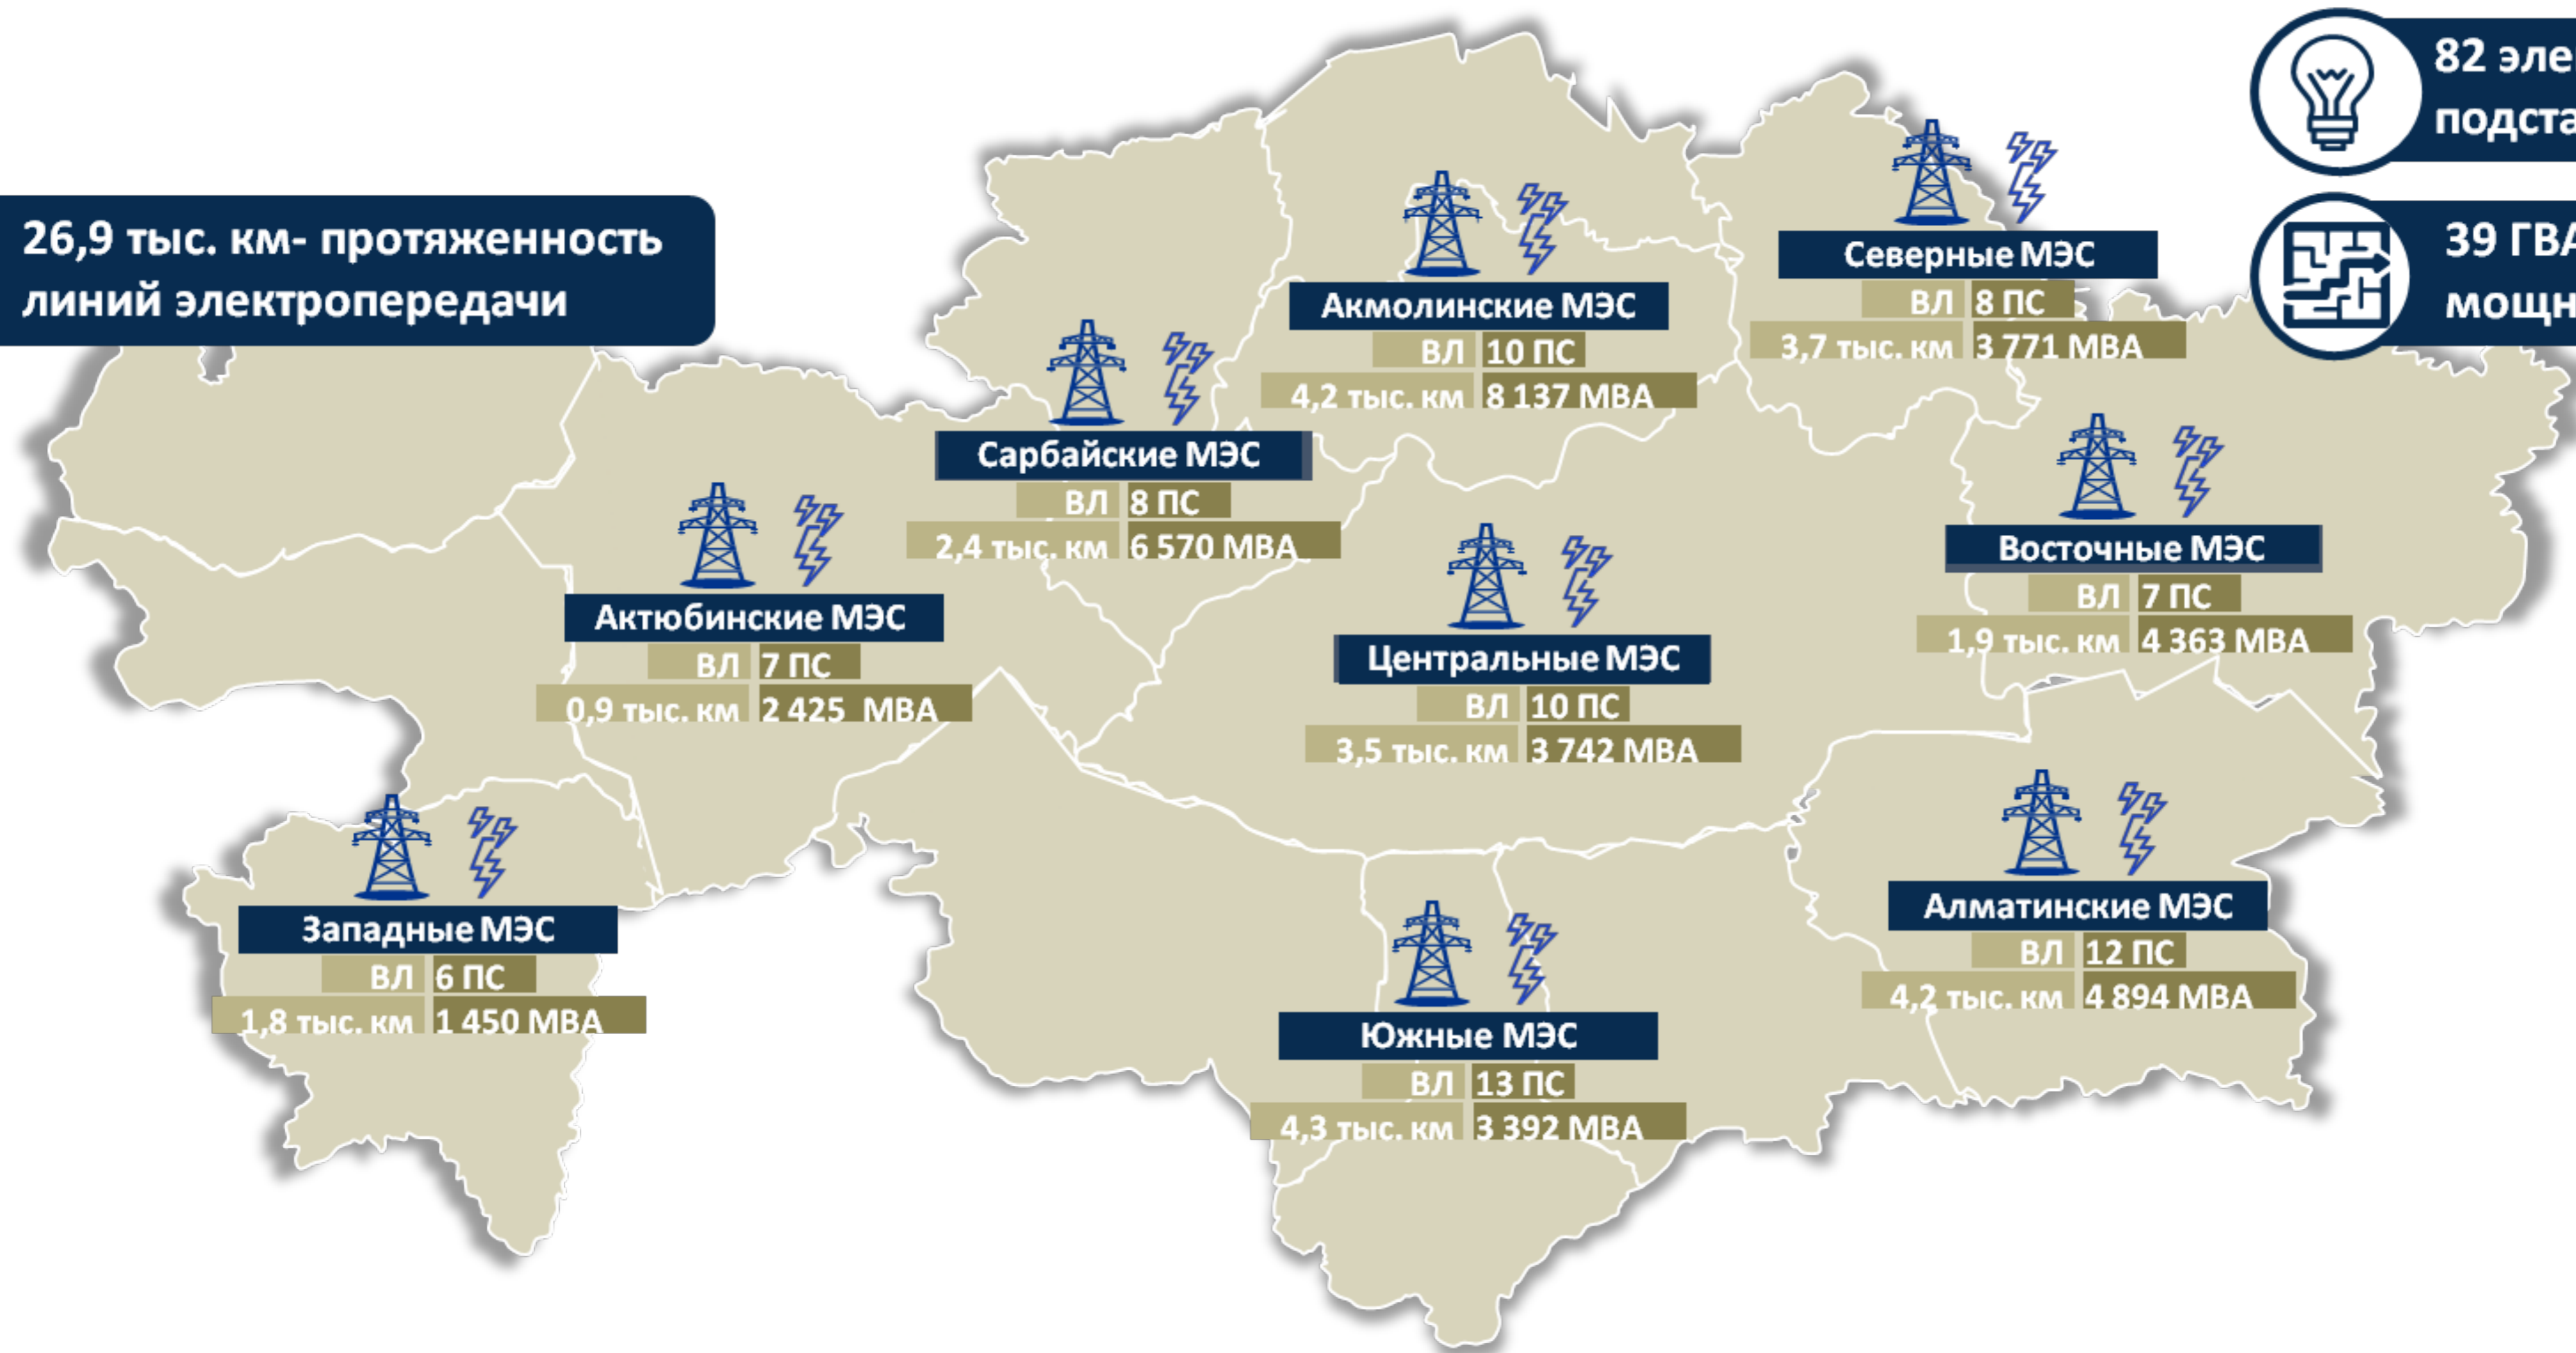 82
39
26,9 тыс. км- протяженность
линий электропередачи
Северные МЭС
ВЛ 8 ПС
3,7 тыс. км 3 771 МВА
Акмолинские МЭС
ВЛ 10 ПС
4,2 тыс. км 8 137 МВА
Сарбайские МЭС
ВЛ 8 ПС
2,4 тыс. км 6 570 МВА
Восточные МЭС
ВЛ 7 ПС
1,9 тыс. км 4 363 МВА
Актюбинские МЭС
ВЛ 7 ПС
0,9 тыс. км 2 425 МВА
Центральные МЭС
ВЛ 10 ПС
3,5 тыс. км 3 742 МВА
Западные МЭС
ВЛ 6 ПС
1,8 тыс. км 1 450 МВА
Алматинские МЭС
ВЛ 12 ПС
4,2 тыс. км 4 894 МВА
Южные МЭС
ВЛ 13 ПС
4,3 тыс. км 3 392 МВА